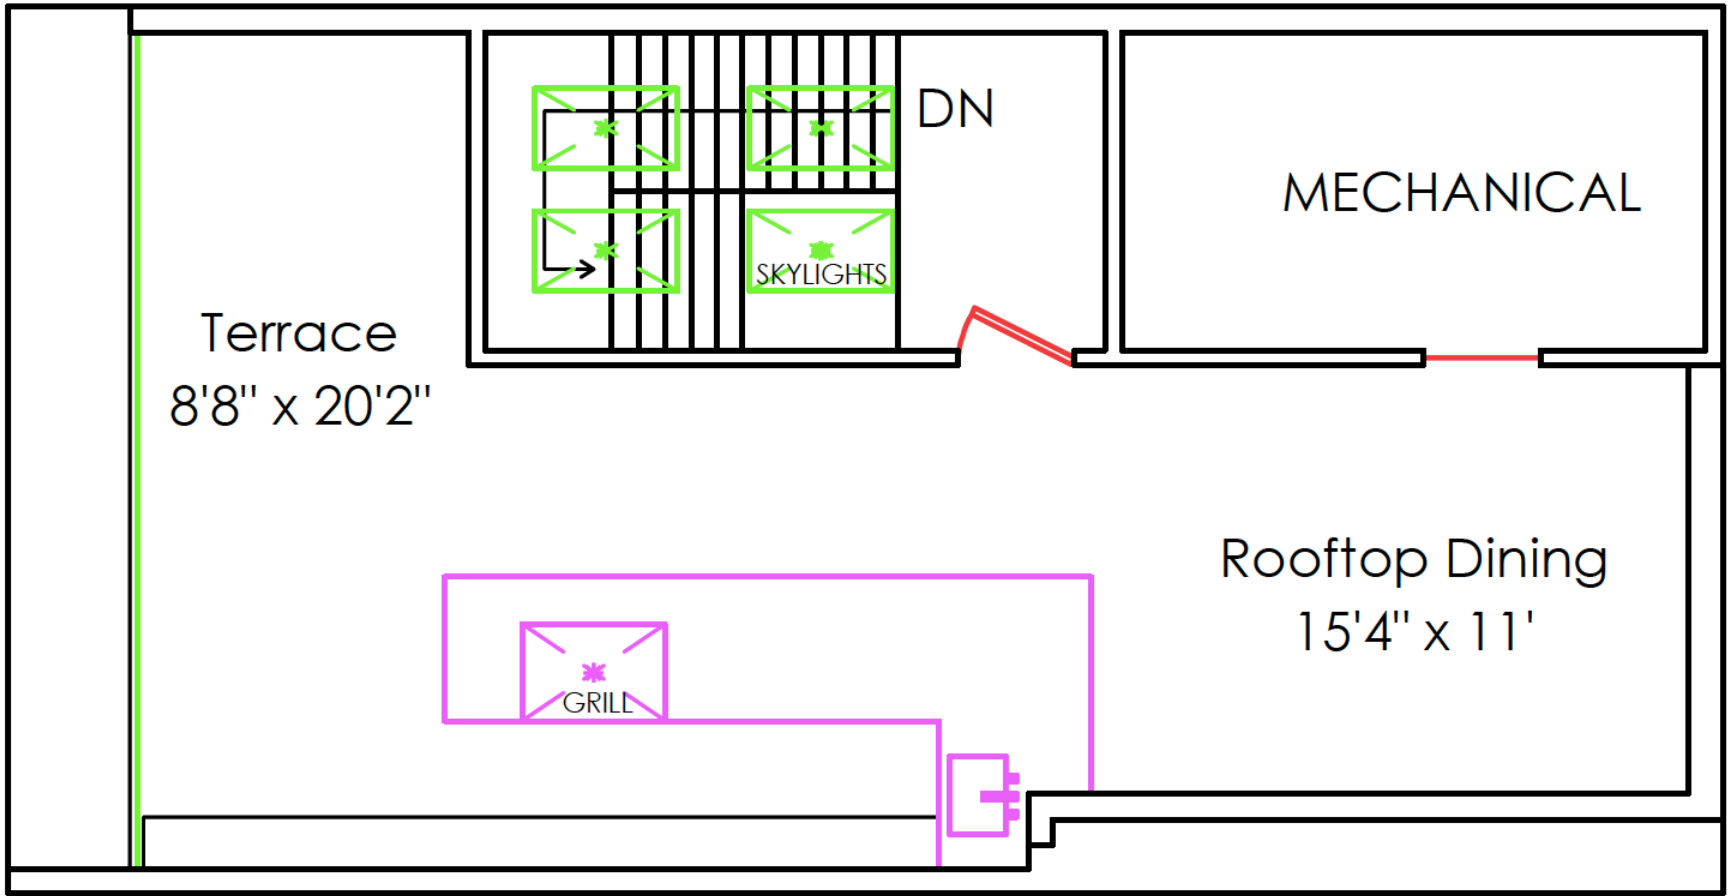 DN
MECHANICAL
SKYLIGHTS
Terrace
8'8" x 20'2"
Rooftop Dining
15'4" x 11'
GRILL